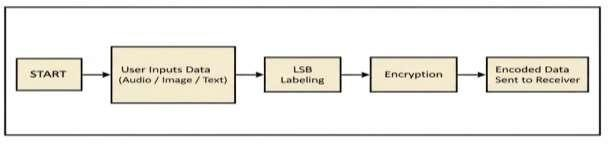 START
User Inputs Data
(Audio / Image / Text)
LSB
Labeling
Encryption
Encoded Data
Sent to Receiver